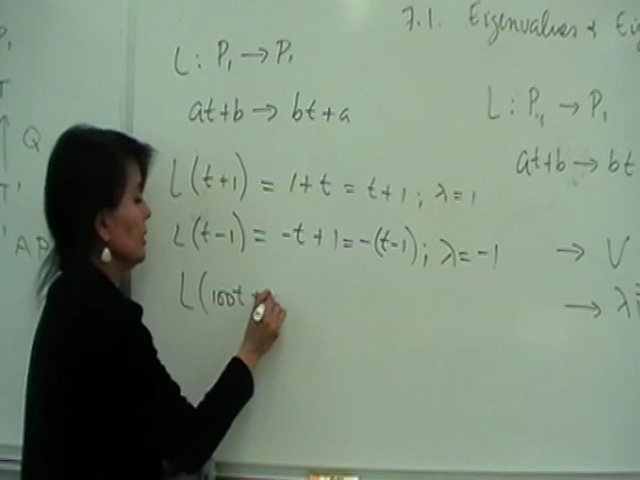 7.1. Eigenvalues &
L: P₁ → P₁
at+b → bt+a
L(t+1) = 1+t = t+1; λ=1
L(t-1) = -t+1 = -(t-1); λ=-1
L(100t
L: P₁ → P₁
at+b → bt
→ V
→ λ
Q